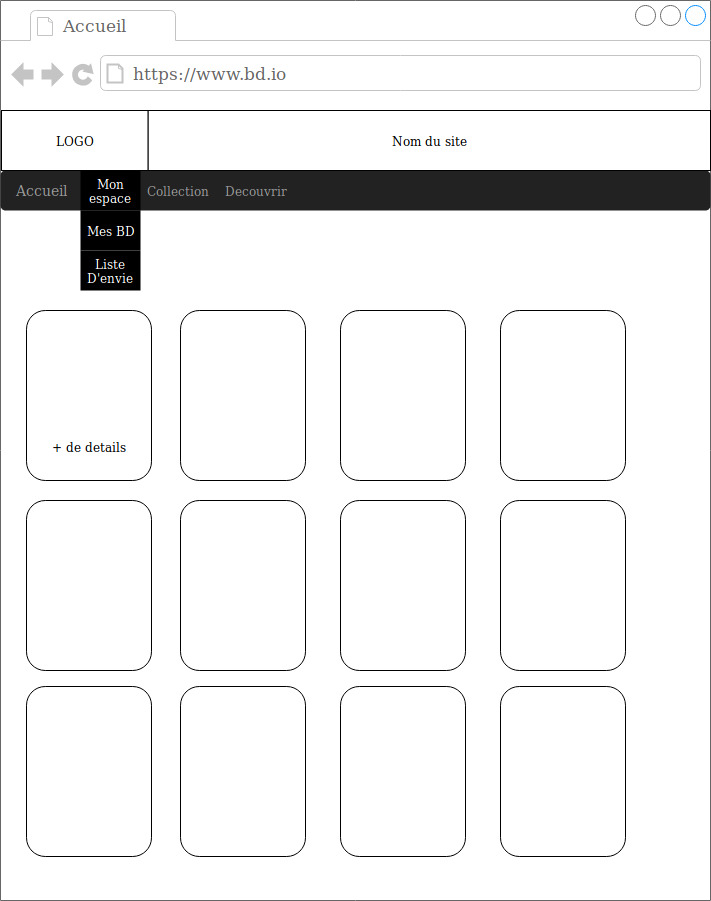 Accueil
https://www.bd.io
LOGO
Nom du site
Accueil
Mon
espace
Collection
Decouvrir
Mes BD
Liste
D'envie
+ de details